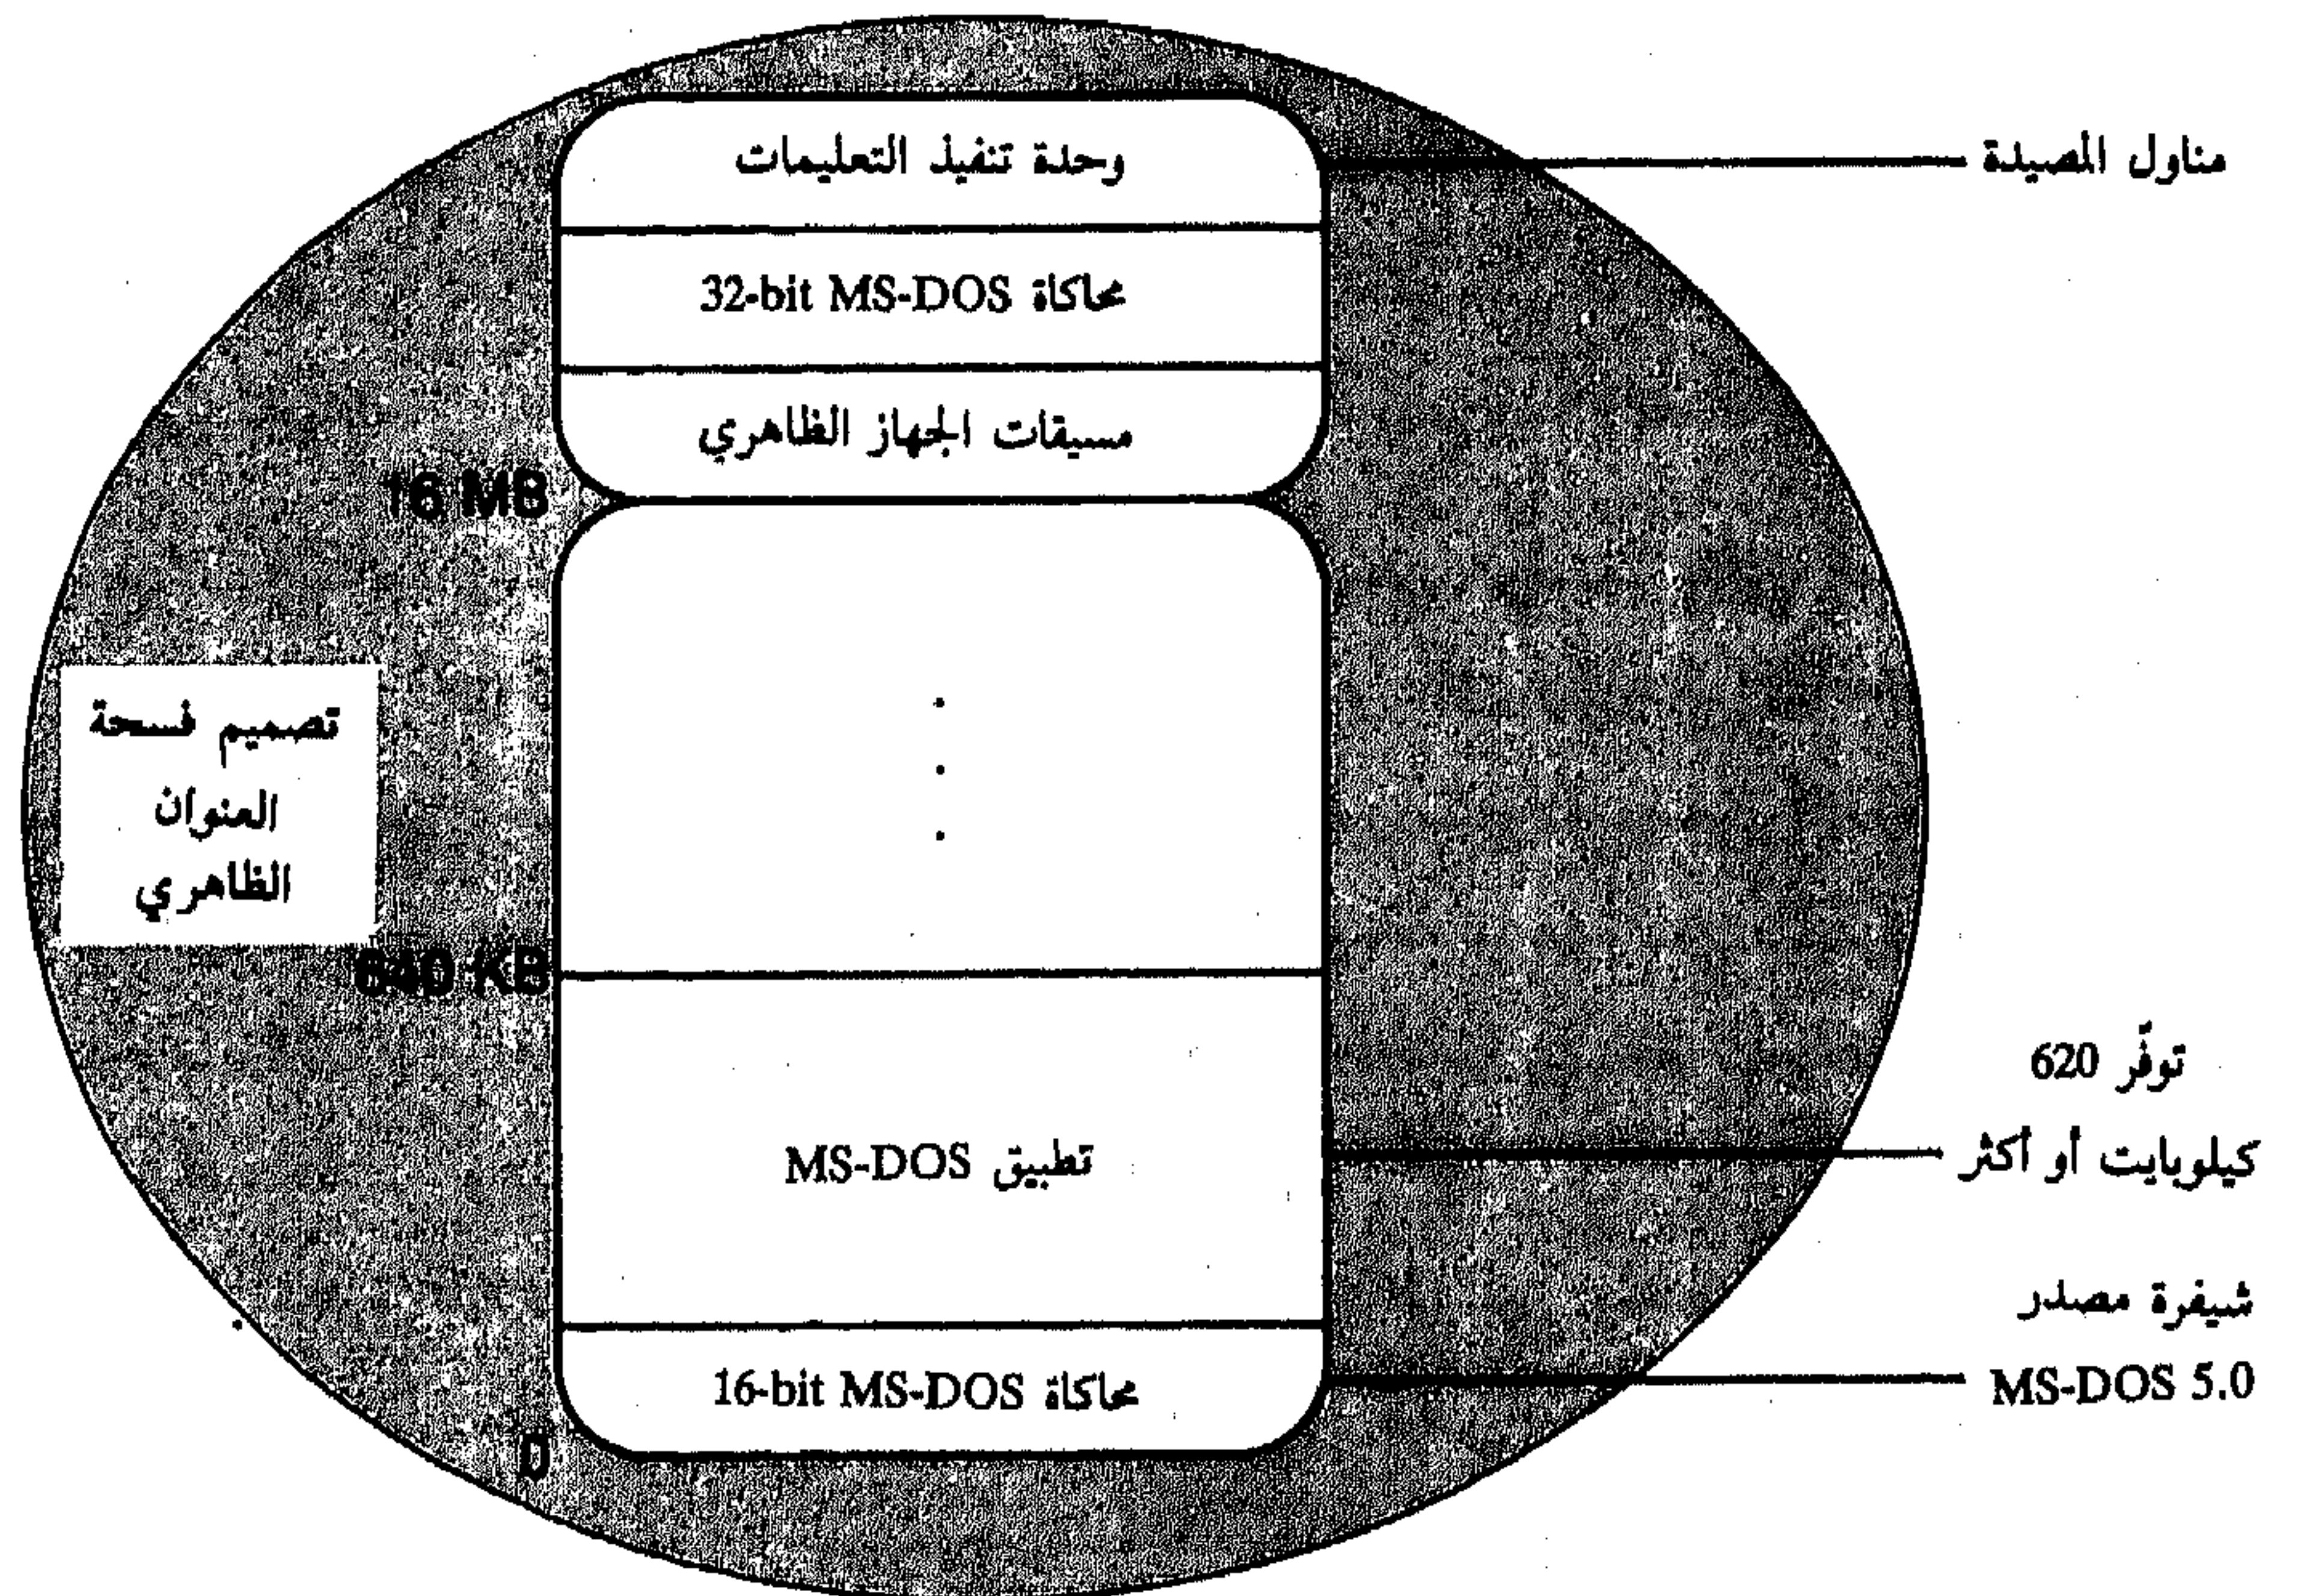 وحدة تنفيذ التعليمات
مناول المصيدة
محاكاة 32-bit MS-DOS
مسيقات الجهاز الظاهري
16 MB
تصميم فسحة
العنوان
الظاهري
640 KB
توفّر 620
كيلوبايت أو أكثر
تطبيق MS-DOS
شيفرة مصدر
MS-DOS 5.0
محاكاة 16-bit MS-DOS
0